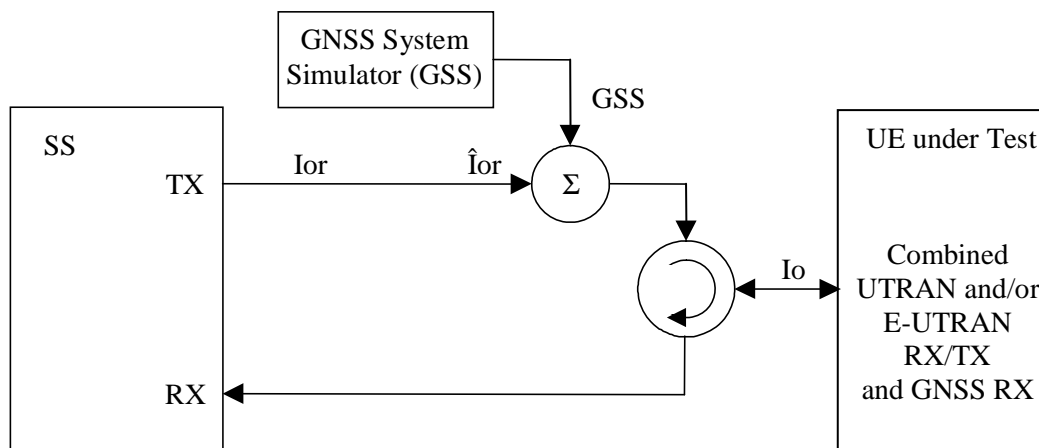 GNSS System
Simulator (GSS)
GSS
SS
UE under Test
TX
Ior
Îor
Σ
Combined
UTRAN and/or
E-UTRAN
RX/TX
and GNSS RX
Io
RX